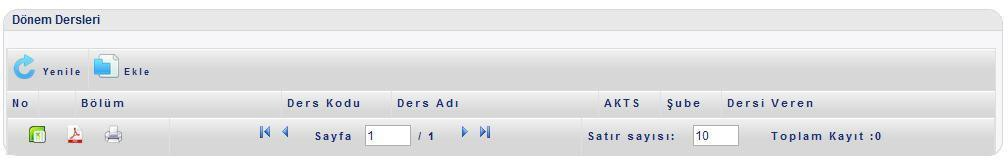 Dönem Dersleri
Yenile Ekle
No Bölüm Ders Kodu Ders Adı AKTS Şube Dersi Veren
Sayfa 1 / 1 Satır sayısı: 10 Toplam Kayıt :0